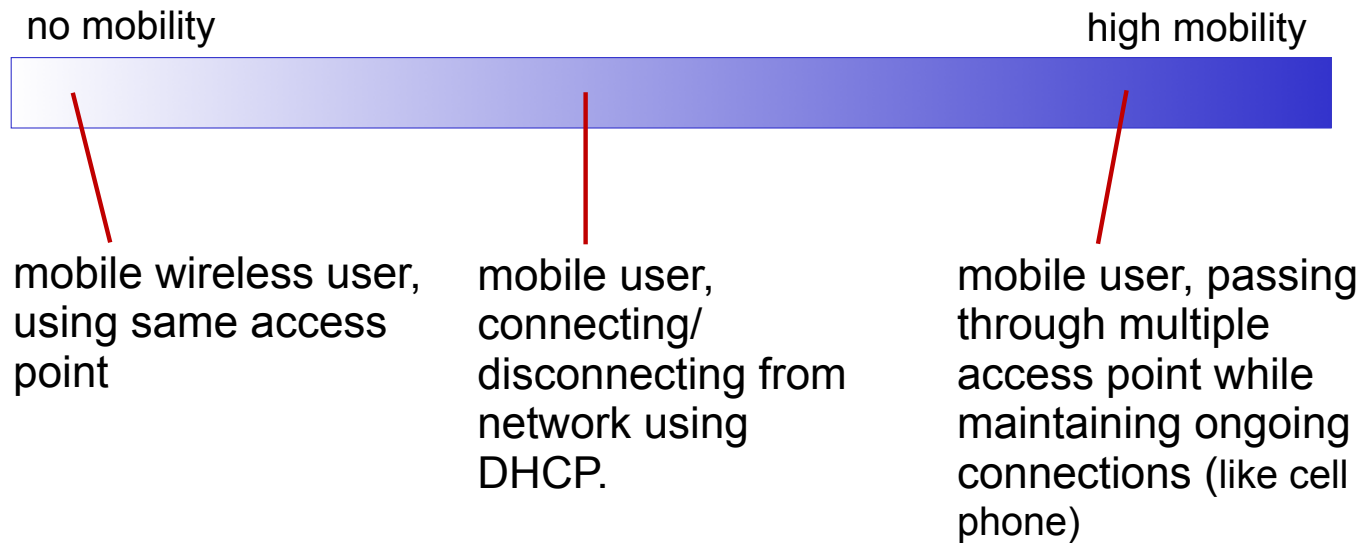 no mobility
high mobility
mobile wireless user,
using same access
point
mobile user,
connecting/
disconnecting from
network using
DHCP.
mobile user, passing
through multiple
access point while
maintaining ongoing
connections (like cell
phone)